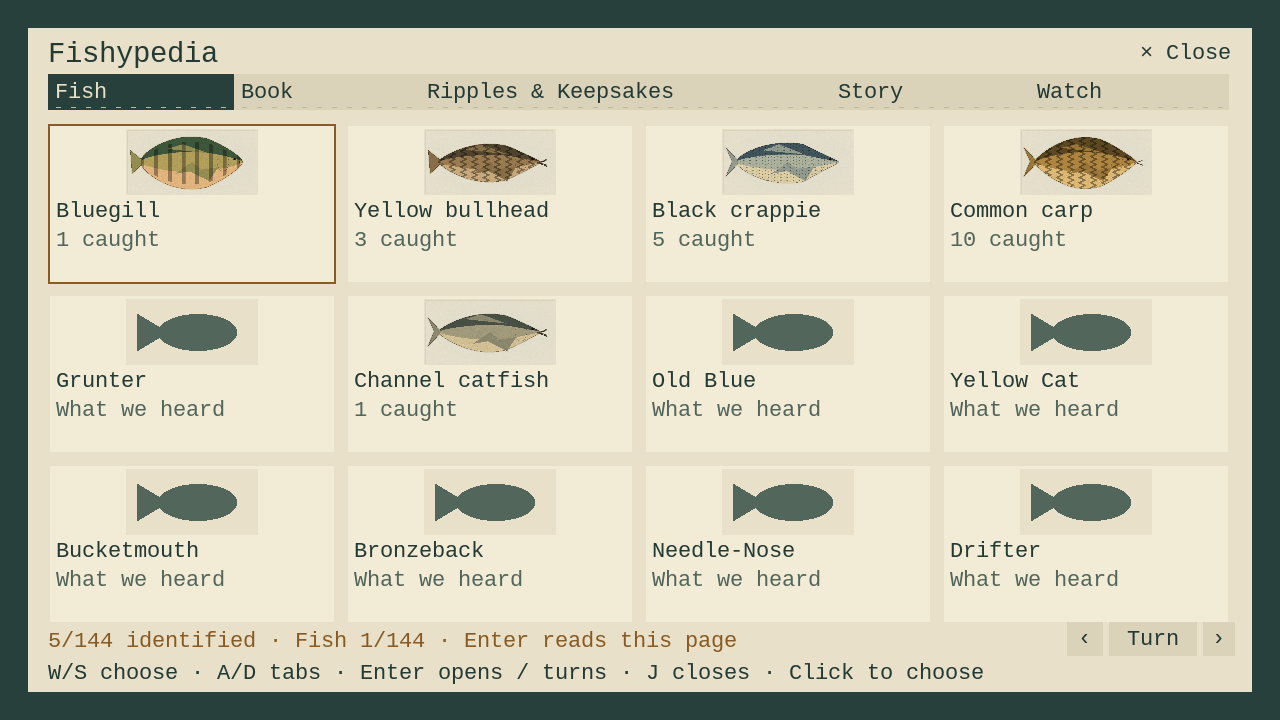 Fishypedia
× Close
Fish Book Ripples & Keepsakes Story Watch
Bluegill Yellow bullhead Black crappie Common carp
1 caught 3 caught 5 caught 10 caught
Grunter Channel catfish Old Blue Yellow Cat
What we heard 1 caught What we heard What we heard
Bucketmouth Bronzeback Needle-Nose Drifter
What we heard What we heard What we heard What we heard
5/144 identified · Fish 1/144 · Enter reads this page
‹ Turn ›
W/S choose · A/D tabs · Enter opens / turns · J closes · Click to choose